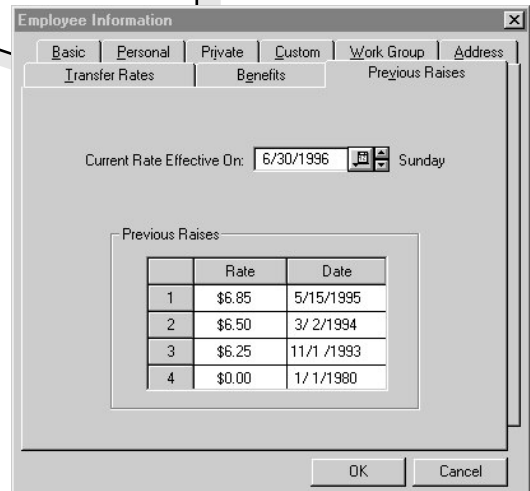 Employee Information
Basic Personal Private Custom Work Group Address
Transfer Rates Benefits Previous Raises
Current Rate Effective On: 6/30/1996 Sunday
Previous Raises
Rate Date
1 $6.85 5/15/1995
2 $6.50 3/ 2/1994
3 $6.25 11/1 /1993
4 $0.00 1/ 1/1980
OK Cancel